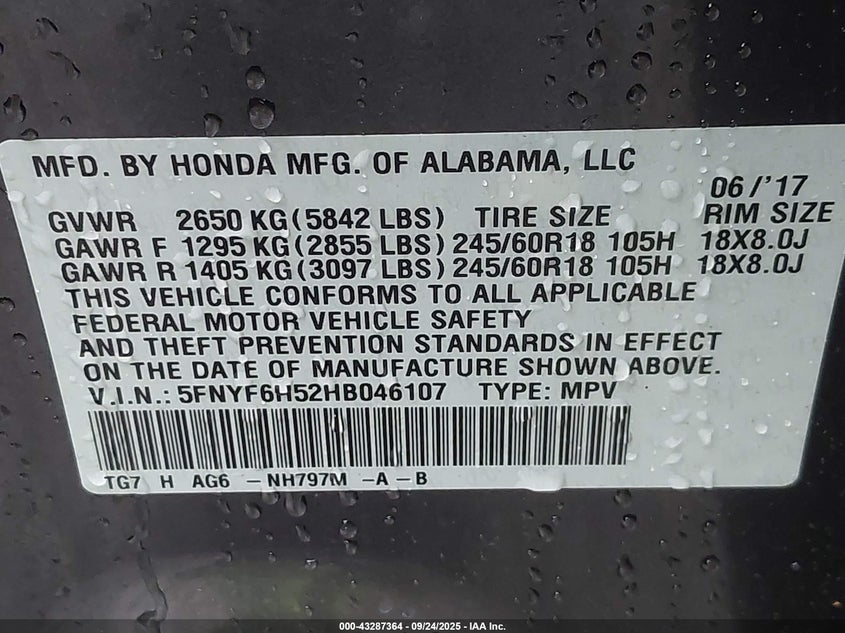 MFD. BY HONDA MFG. OF ALABAMA, LLC
06/'17
GVWR 2650 KG(5842 LBS) TIRE SIZE RIM SIZE
GAWR F 1295 KG(2855 LBS) 245/60R18 105H 18X8.0J
GAWR R 1405 KG(3097 LBS) 245/60R18 105H 18X8.0J
THIS VEHICLE CONFORMS TO ALL APPLICABLE
FEDERAL MOTOR VEHICLE SAFETY
AND THEFT PREVENTION STANDARDS IN EFFECT
ON THE DATE OF MANUFACTURE SHOWN ABOVE.
V.I.N.: 5FNYF6H52HB046107 TYPE: MPV
TG7 H AG6 -NH797M -A -B
000-43287364 - 09/24/2025 - IAA Inc.